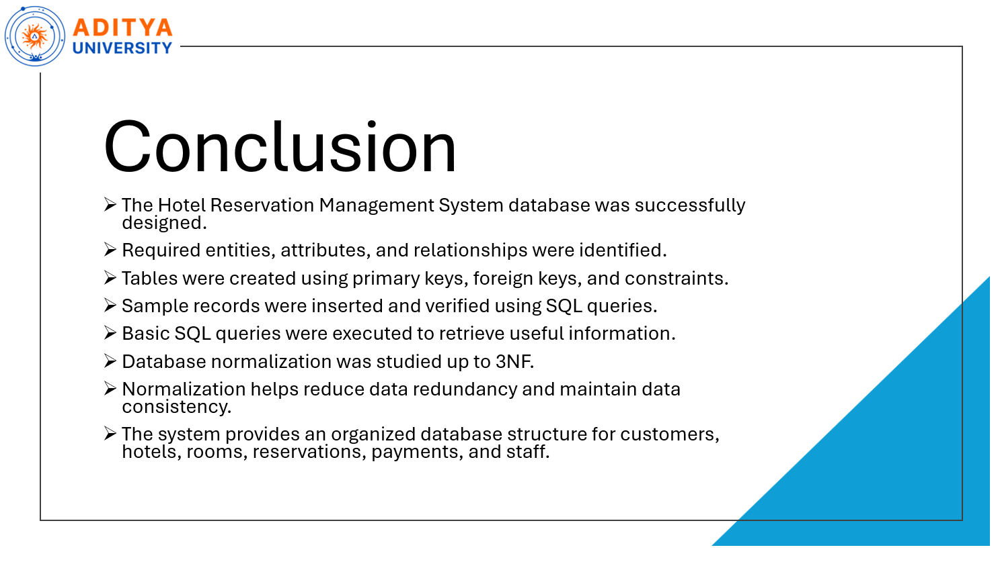 ADITYA
UNIVERSITY
Conclusion
➢ The Hotel Reservation Management System database was successfully
designed.
➢ Required entities, attributes, and relationships were identified.
➢ Tables were created using primary keys, foreign keys, and constraints.
➢ Sample records were inserted and verified using SQL queries.
➢ Basic SQL queries were executed to retrieve useful information.
➢ Database normalization was studied up to 3NF.
➢ Normalization helps reduce data redundancy and maintain data
consistency.
➢ The system provides an organized database structure for customers,
hotels, rooms, reservations, payments, and staff.